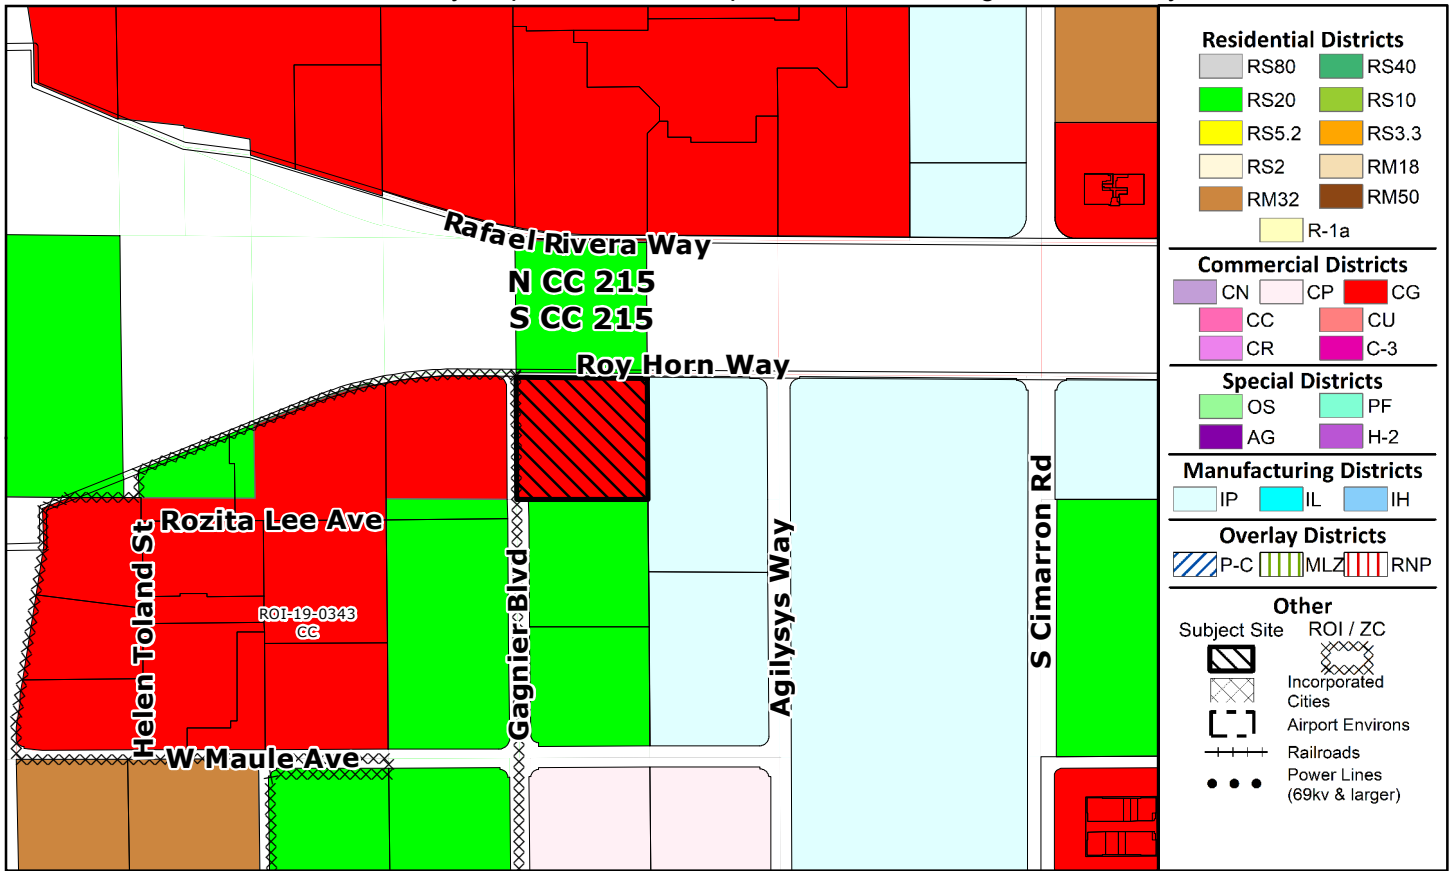 Rafael Rivera Way
N CC 215
S CC 215
Roy Horn Way
Rozita Lee Ave
Helen Toland St
ROI-19-0343
CC
Gagnier Blvd
Agilysys Way
S Cimarron Rd
W Maule Ave
Residential Districts
RS80 RS40
RS20 RS10
RS5.2 RS3.3
RS2 RM18
RM32 RM50
R-1a
Commercial Districts
CN CP CG
CC CU
CR C-3
Special Districts
OS PF
AG H-2
Manufacturing Districts
IP IL IH
Overlay Districts
P-C MLZ RNP
Other
Subject Site ROI / ZC
Incorporated
Cities
Airport Environs
Railroads
Power Lines
(69kv & larger)